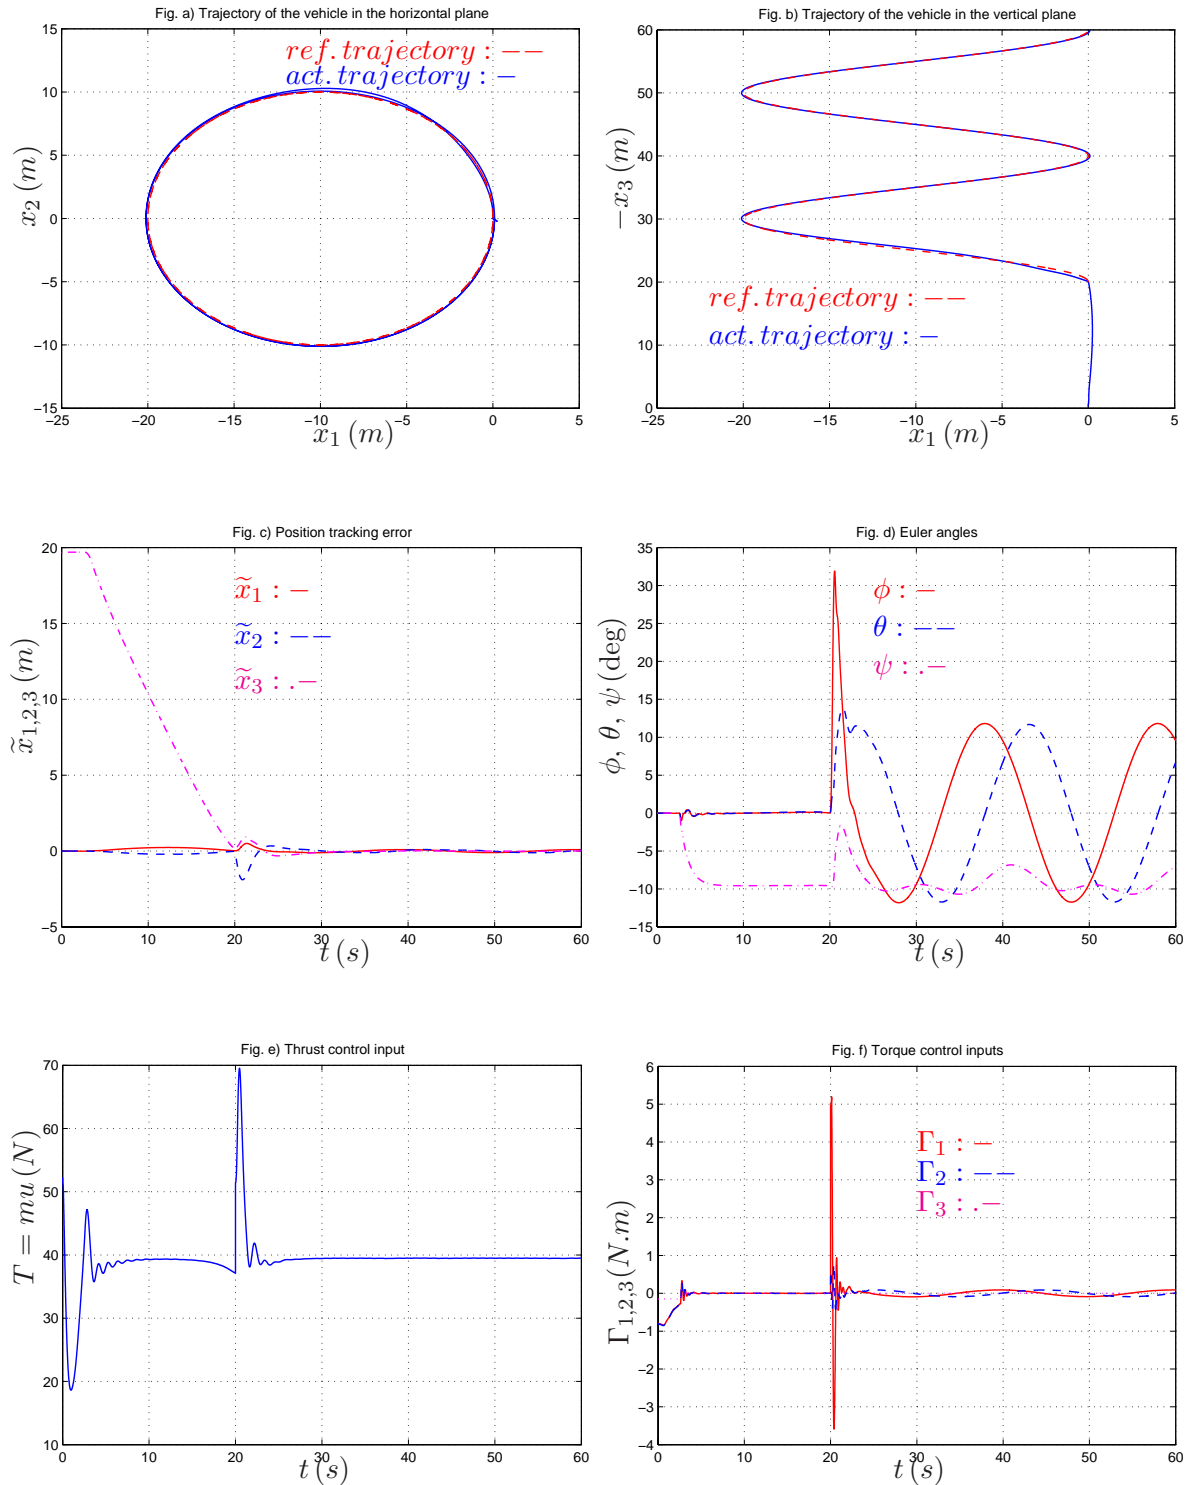 Fig. a) Trajectory of the vehicle in the horizontal plane
15
10
5
0
−5
−10
−15
−25
−20
−15
−10
−5
0
5
x₂ (m)
x₁ (m)
ref.trajectory : −−
act.trajectory : −
Fig. b) Trajectory of the vehicle in the vertical plane
60
50
40
30
20
10
0
−25
−20
−15
−10
−5
0
5
−x₃ (m)
x₁ (m)
ref.trajectory : −−
act.trajectory : −
Fig. c) Position tracking error
20
15
10
5
0
−5
0
10
20
30
40
50
60
x̃₁,₂,₃ (m)
t (s)
x̃₁ : −
x̃₂ : −−
x̃₃ : .−
Fig. d) Euler angles
35
30
25
20
15
10
5
0
−5
−10
−15
0
10
20
30
40
50
60
ϕ, θ, ψ (deg)
t (s)
ϕ : −
θ : −−
ψ : .−
Fig. e) Thrust control input
70
60
50
40
30
20
10
0
10
20
30
40
50
60
T = mu (N)
t (s)
Fig. f) Torque control inputs
6
5
4
3
2
1
0
−1
−2
−3
−4
0
10
20
30
40
50
60
Γ₁,₂,₃ (N.m)
t (s)
Γ₁ : −
Γ₂ : −−
Γ₃ : .−